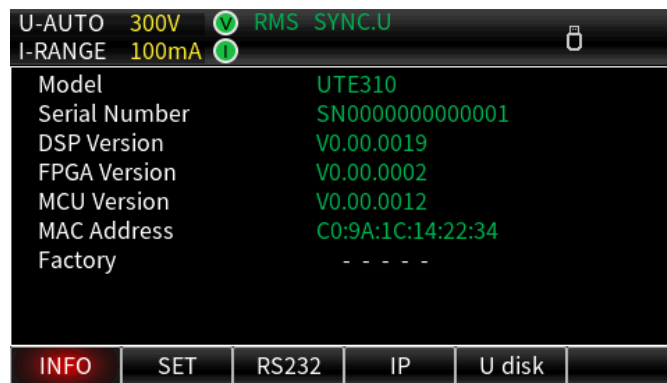 U-AUTO 300V V RMS SYNC.U
I-RANGE 100mA I
Model UTE310
Serial Number SN0000000000001
DSP Version V0.00.0019
FPGA Version V0.00.0002
MCU Version V0.00.0012
MAC Address C0:9A:1C:14:22:34
Factory - - - - -
INFO SET RS232 IP U disk